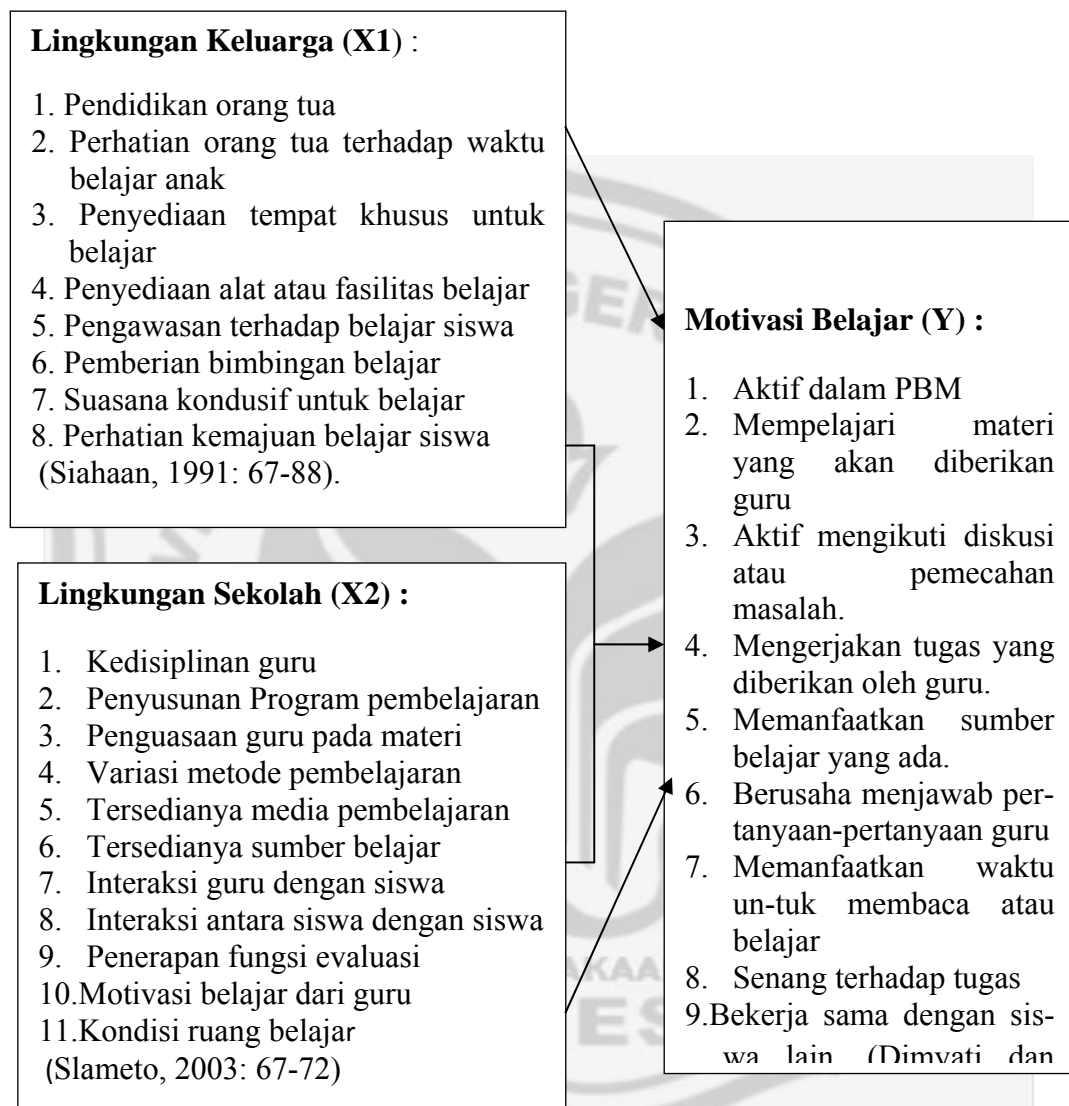 Lingkungan Keluarga (X1) :
1. Pendidikan orang tua
2. Perhatian orang tua terhadap waktu
belajar anak
3. Penyediaan tempat khusus untuk
belajar
4. Penyediaan alat atau fasilitas belajar
5. Pengawasan terhadap belajar siswa
6. Pemberian bimbingan belajar
7. Suasana kondusif untuk belajar
8. Perhatian kemajuan belajar siswa
(Siahaan, 1991: 67-88).
Lingkungan Sekolah (X2) :
1. Kedisiplinan guru
2. Penyusunan Program pembelajaran
3. Penguasaan guru pada materi
4. Variasi metode pembelajaran
5. Tersedianya media pembelajaran
6. Tersedianya sumber belajar
7. Interaksi guru dengan siswa
8. Interaksi antara siswa dengan siswa
9. Penerapan fungsi evaluasi
10.Motivasi belajar dari guru
11.Kondisi ruang belajar
(Slameto, 2003: 67-72)
Motivasi Belajar (Y) :
1. Aktif dalam PBM
2. Mempelajari materi
yang akan diberikan
guru
3. Aktif mengikuti diskusi
atau pemecahan
masalah.
4. Mengerjakan tugas yang
diberikan oleh guru.
5. Memanfaatkan sumber
belajar yang ada.
6. Berusaha menjawab per-
tanyaan-pertanyaan guru
7. Memanfaatkan waktu
un-tuk membaca atau
belajar
8. Senang terhadap tugas
9.Bekerja sama dengan sis-
wa lain (Dimyati dan